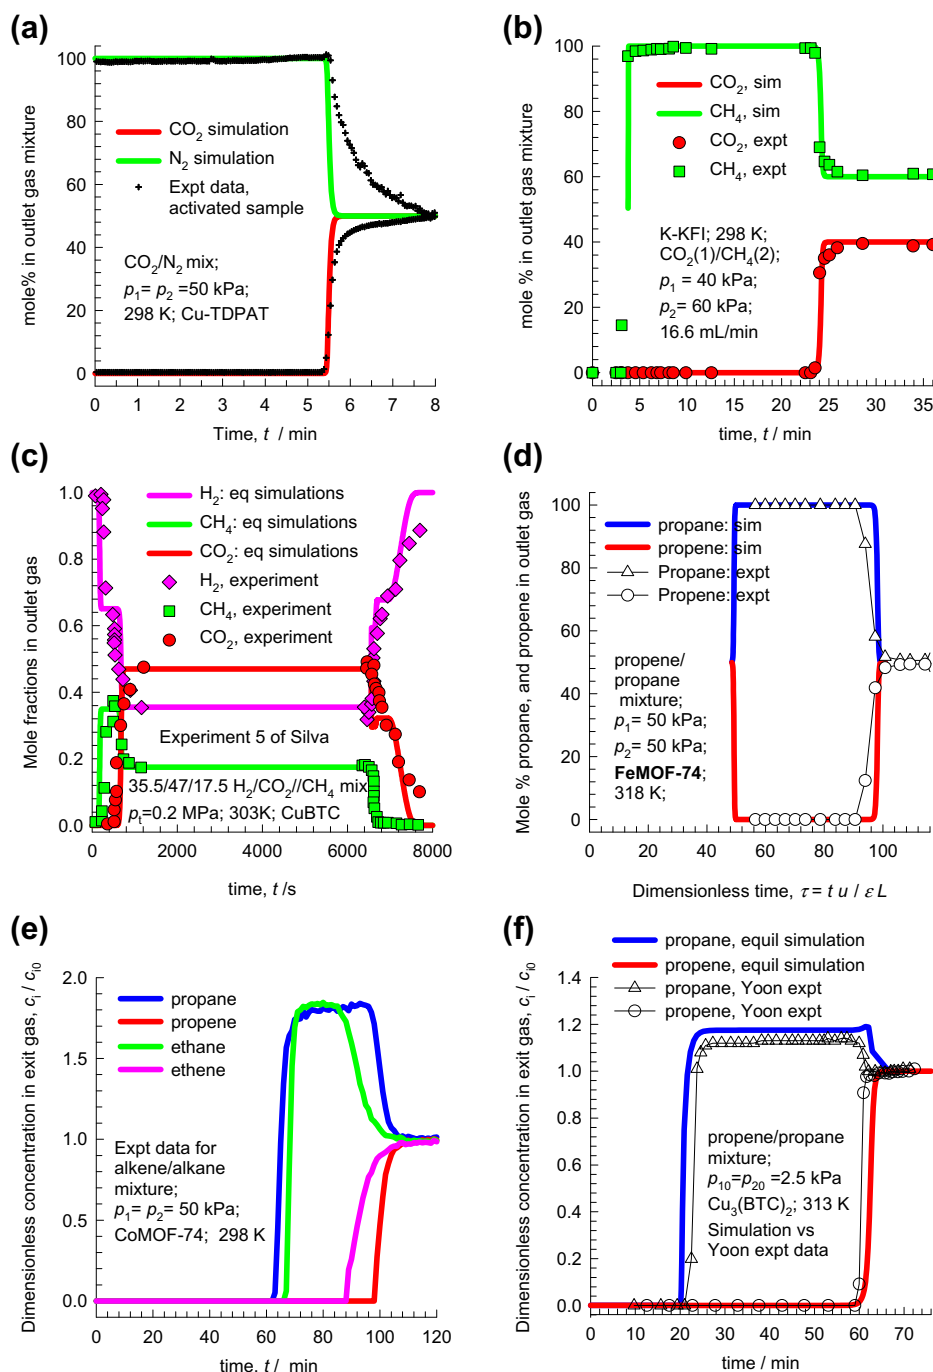 (a)
mole% in outlet gas mixture
120
100
80
60
40
20
0
CO2 simulation
N2 simulation
Expt data,
activated sample
CO2/N2 mix;
p1= p2 =50 kPa;
298 K; Cu-TDPAT
0 1 2 3 4 5 6 7 8
Time, t / min
(b)
mole % in outlet gas mixture
100
80
60
40
20
0
CO2, sim
CH4, sim
CO2, expt
CH4, expt
K-KFI; 298 K;
CO2(1)/CH4(2);
p1 = 40 kPa;
p2= 60 kPa;
16.6 mL/min
0 5 10 15 20 25 30 35
time, t / min
(c)
Mole fractions in outlet gas
1.0
0.8
0.6
0.4
0.2
0.0
H2: eq simulations
CH4: eq simulations
CO2: eq simulations
H2, experiment
CH4, experiment
CO2, experiment
Experiment 5 of Silva
35.5/47/17.5 H2/CO2//CH4 mix
pt=0.2 MPa; 303K; CuBTC
0 2000 4000 6000 8000
time, t /s
(d)
Mole % propane, and propene in outlet gas
100
80
60
40
20
0
propane: sim
propene: sim
Propane: expt
Propene: expt
propene/
propane
mixture;
p1= 50 kPa;
p2= 50 kPa;
FeMOF-74;
318 K;
40 60 80 100
Dimensionless time, τ = t u / ε L
(e)
Dimensionless concentration in exit gas, ci / ci0
2.0
1.5
1.0
0.5
0.0
propane
propene
ethane
ethene
Expt data for
alkene/alkane
mixture;
p1= p2= 50 kPa;
CoMOF-74; 298 K
0 20 40 60 80 100 120
time, t / min
(f)
Dimensionless concentration in exit gas, ci / ci0
1.4
1.2
1.0
0.8
0.6
0.4
0.2
0.0
propane, equil simulation
propene, equil simulation
propane, Yoon expt
propene, Yoon expt
propene/propane
mixture;
p10=p20 =2.5 kPa
Cu3(BTC)2; 313 K
Simulation vs
Yoon expt data
0 20 40 60
time / min